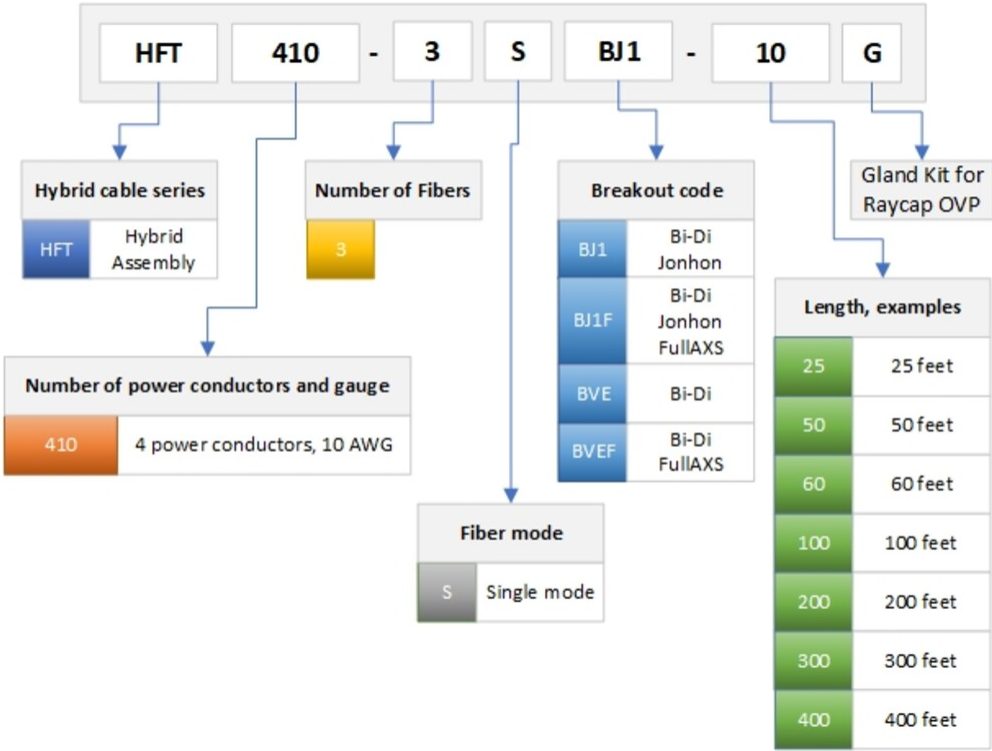 HFT 410 - 3 S BJ1 - 10 G
Hybrid cable series
HFT Hybrid
Assembly
Number of Fibers
3
Breakout code
BJ1 Bi-Di
Jonhon
BJ1F Bi-Di
Jonhon
FullAXS
BVE Bi-Di
BVEF Bi-Di
FullAXS
Gland Kit for
Raycap OVP
Length, examples
25 25 feet
50 50 feet
60 60 feet
100 100 feet
200 200 feet
300 300 feet
400 400 feet
Number of power conductors and gauge
410 4 power conductors, 10 AWG
Fiber mode
S Single mode